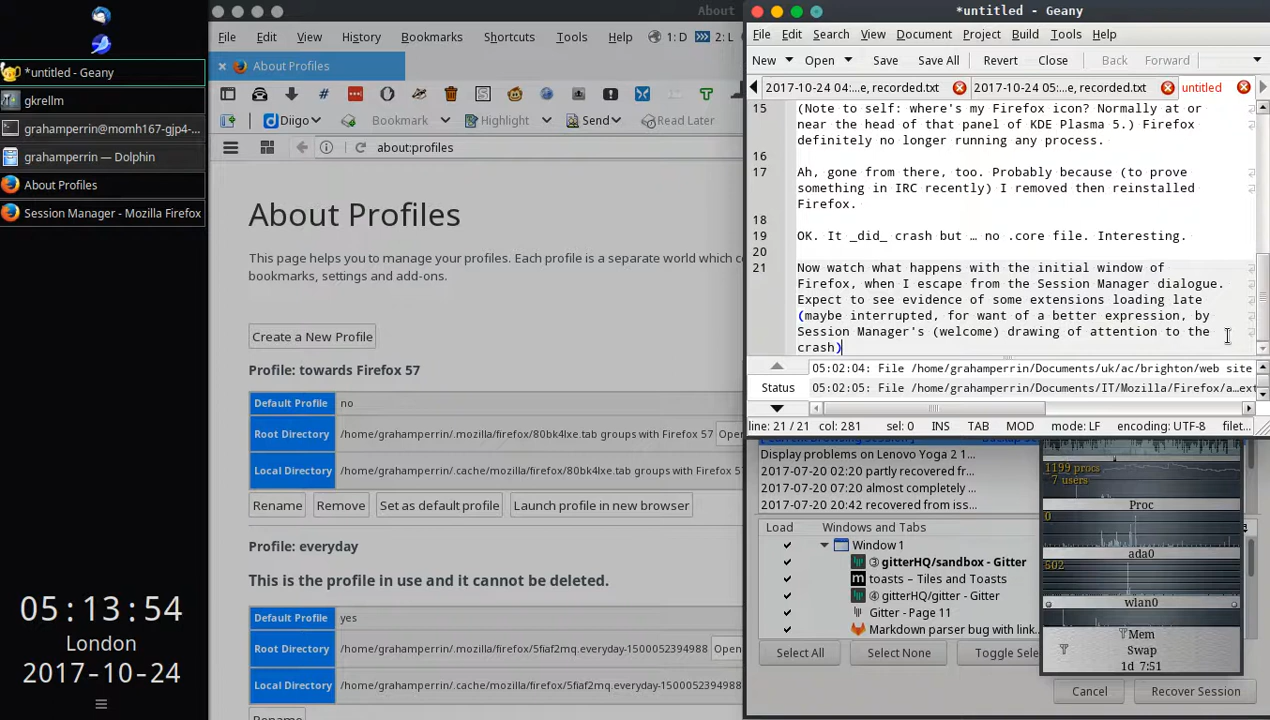 *untitled - Geany
gkrellm
grahamperrin@momh167-gjp4-...
grahamperrin — Dolphin
About Profiles
Session Manager - Mozilla Firefox
05:13:54
London
2017-10-24
About
File Edit View History Bookmarks Shortcuts Tools Help 1: D 2: L
About Profiles
Diigo Bookmark Highlight Send Read Later
about:profiles
About Profiles
This page helps you to manage your profiles. Each profile is a separate world which co
bookmarks, settings and add-ons.
Create a New Profile
Profile: towards Firefox 57
Default Profile no
Root Directory /home/grahamperrin/.mozilla/firefox/80bk4lxe.tab groups with Firefox 57 Open
Local Directory /home/grahamperrin/.cache/mozilla/firefox/80bk4lxe.tab groups with Firefox 57
Rename Remove Set as default profile Launch profile in new browser
Profile: everyday
This is the profile in use and it cannot be deleted.
Default Profile yes
Root Directory /home/grahamperrin/.mozilla/firefox/5fiaf2mq.everyday-1500052394988 Open
Local Directory /home/grahamperrin/.cache/mozilla/firefox/5fiaf2mq.everyday-1500052394988
Rename
*untitled - Geany
File Edit Search View Document Project Build Tools Help
New Open Save Save All Revert Close Back Forward
2017-10-24 04:...e, recorded.txt 2017-10-24 05:...e, recorded.txt untitled
15 (Note to self: where's my Firefox icon? Normally at or
near the head of that panel of KDE Plasma 5.) Firefox
definitely no longer running any process.
16
17 Ah, gone from there, too. Probably because (to prove
something in IRC recently) I removed then reinstalled
Firefox.
18
19 OK. It _did_ crash but … no .core file. Interesting.
20
21 Now watch what happens with the initial window of
Firefox, when I escape from the Session Manager dialogue.
Expect to see evidence of some extensions loading late
(maybe interrupted, for want of a better expression, by
Session Manager's (welcome) drawing of attention to the
crash)
Status
05:02:04: File /home/grahamperrin/Documents/uk/ac/brighton/web site
05:02:05: File /home/grahamperrin/Documents/IT/Mozilla/Firefox/a…ext
line: 21 / 21 col: 281 sel: 0 INS TAB MOD mode: LF encoding: UTF-8 filet...
Display problems on Lenovo Yoga 2 1...
2017-07-20 02:20 partly recovered fr...
2017-07-20 07:20 almost completely ...
2017-07-20 20:42 recovered from iss...
Load Windows and Tabs
Window 1
③ gitterHQ/sandbox - Gitter
toasts – Tiles and Toasts
④ gitterHQ/gitter - Gitter
Gitter - Page 11
Markdown parser bug with link...
Select All Select None Toggle Sele
Cancel Recover Session
1199 procs
7 users
Proc
0
ada0
502
wlan0
Mem
Swap
1d 7:51